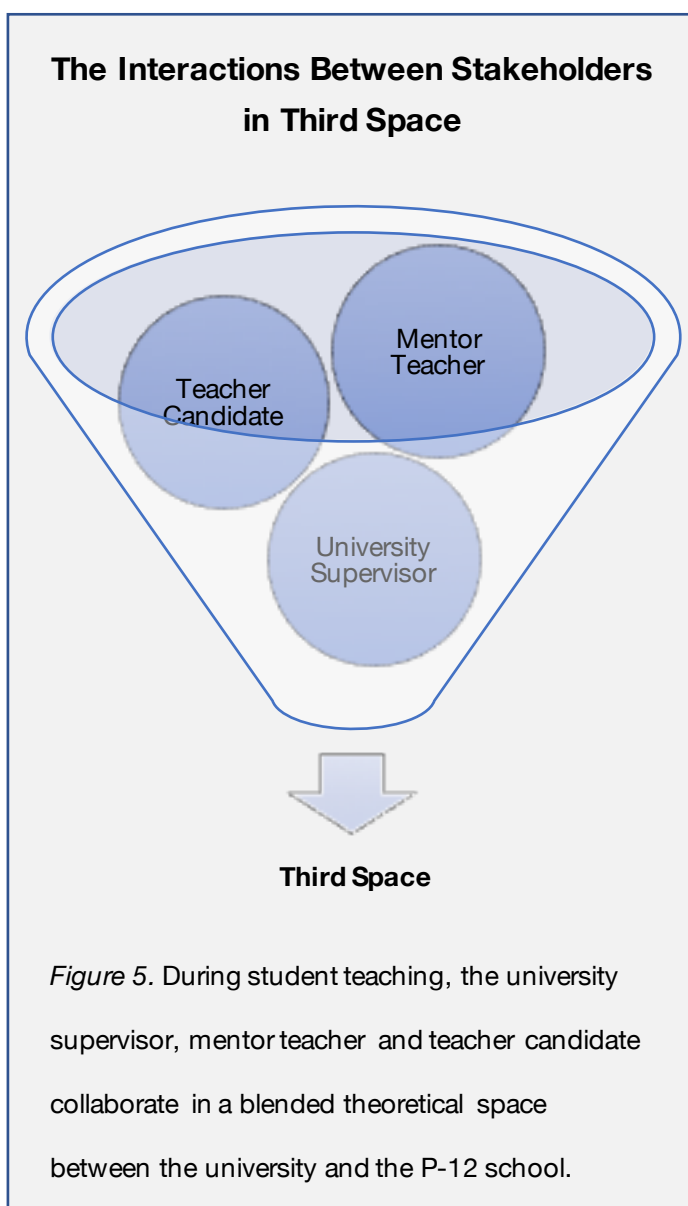 The Interactions Between Stakeholders
in Third Space
Mentor
Teacher
Teacher
Candidate
University
Supervisor
Third Space
Figure 5. During student teaching, the university
supervisor, mentor teacher and teacher candidate
collaborate in a blended theoretical space
between the university and the P-12 school.